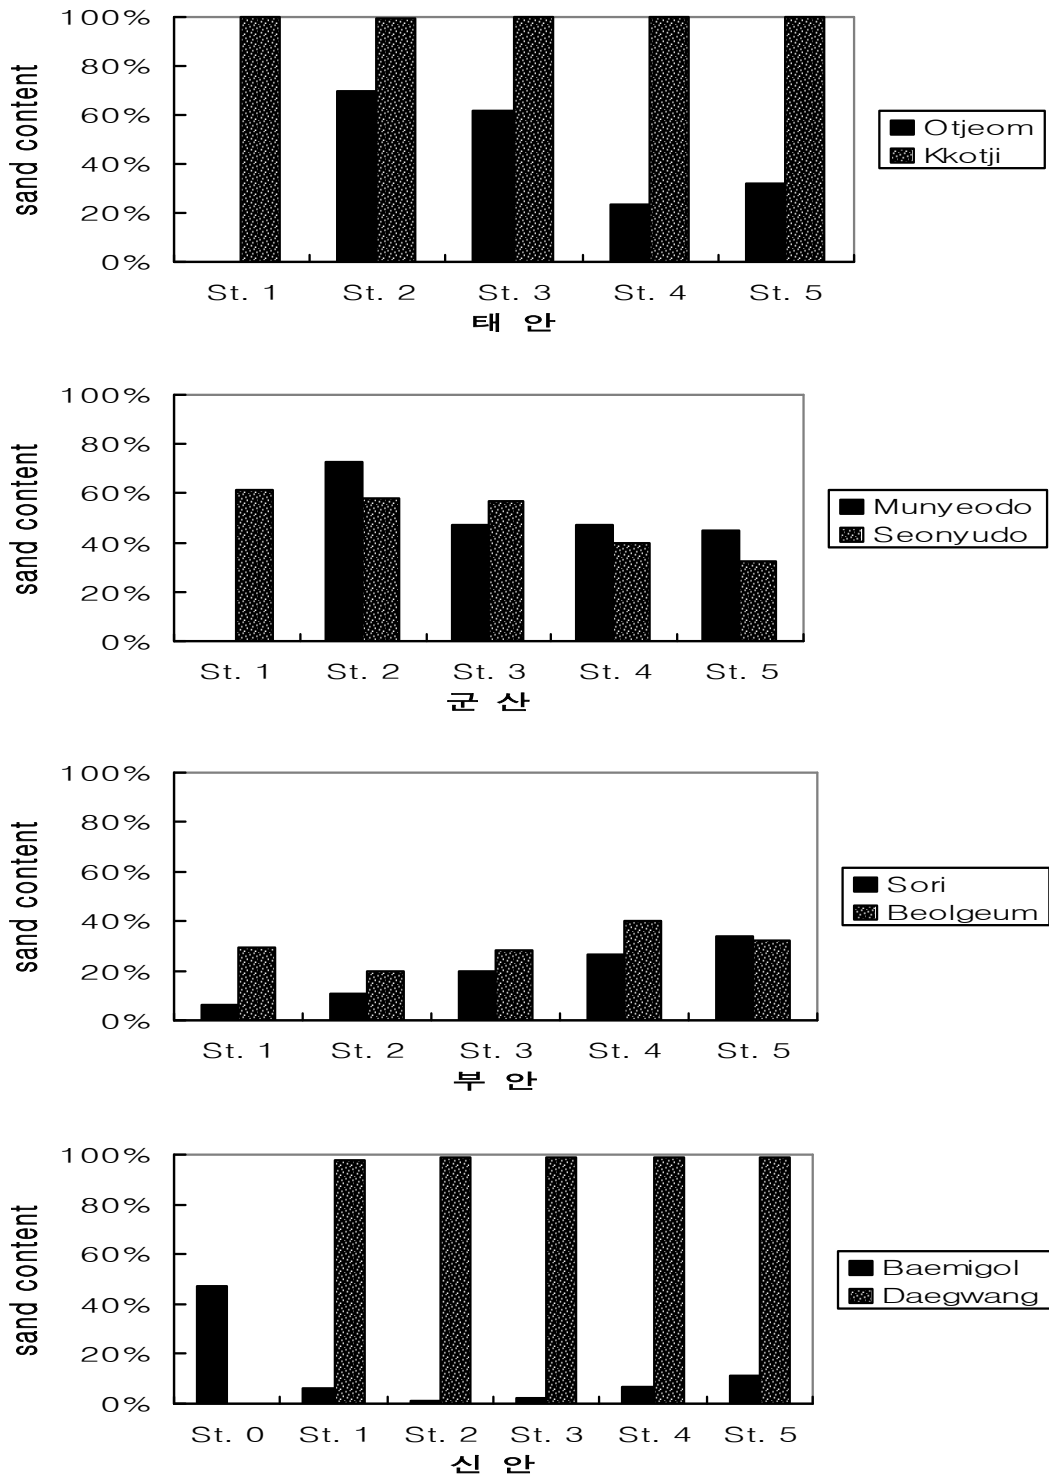 100%
80%
60%
40%
20%
0%
sand content
St. 1 St. 2 St. 3 St. 4 St. 5
태 안
Otjeom
Kkotji
100%
80%
60%
40%
20%
0%
sand content
St. 1 St. 2 St. 3 St. 4 St. 5
군 산
Munyeodo
Seonyudo
100%
80%
60%
40%
20%
0%
sand content
St. 1 St. 2 St. 3 St. 4 St. 5
부 안
Sori
Beolgeum
100%
80%
60%
40%
20%
0%
sand content
St. 0 St. 1 St. 2 St. 3 St. 4 St. 5
신 안
Baemigol
Daegwang